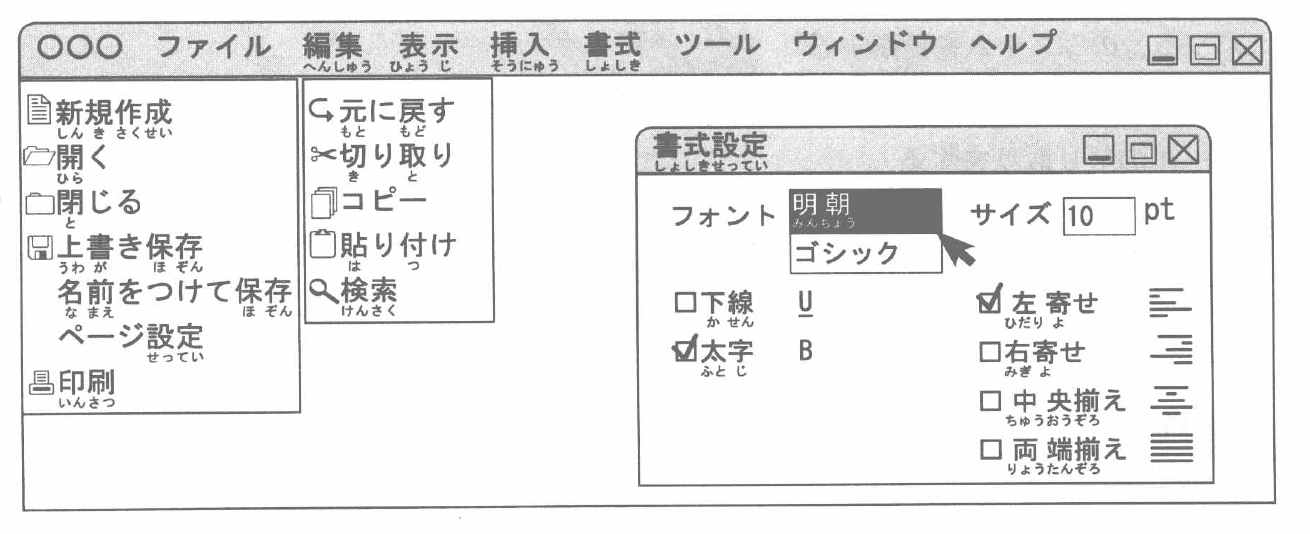 ○○○ ファイル 編集 表示 挿入 書式 ツール ウィンドウ ヘルプ
へんしゅう ひょうじ そうにゅう しょしき
新規作成
しんきさくせい
開く
ひら
閉じる
と
上書き保存
うわが ほぞん
名前をつけて保存
なまえ ほぞん
ページ設定
せってい
印刷
いんさつ
元に戻す
もと もど
切り取り
き と
コピー
貼り付け
は つ
検索
けんさく
書式設定
しょしきせってい
フォント 明朝 サイズ 10 pt
みんちょう
ゴシック
下線 U
かせん
太字 B
ふとじ
左寄せ
ひだりよ
右寄せ
みぎよ
中央揃え
ちゅうおうぞろ
両端揃え
りょうたんぞろ